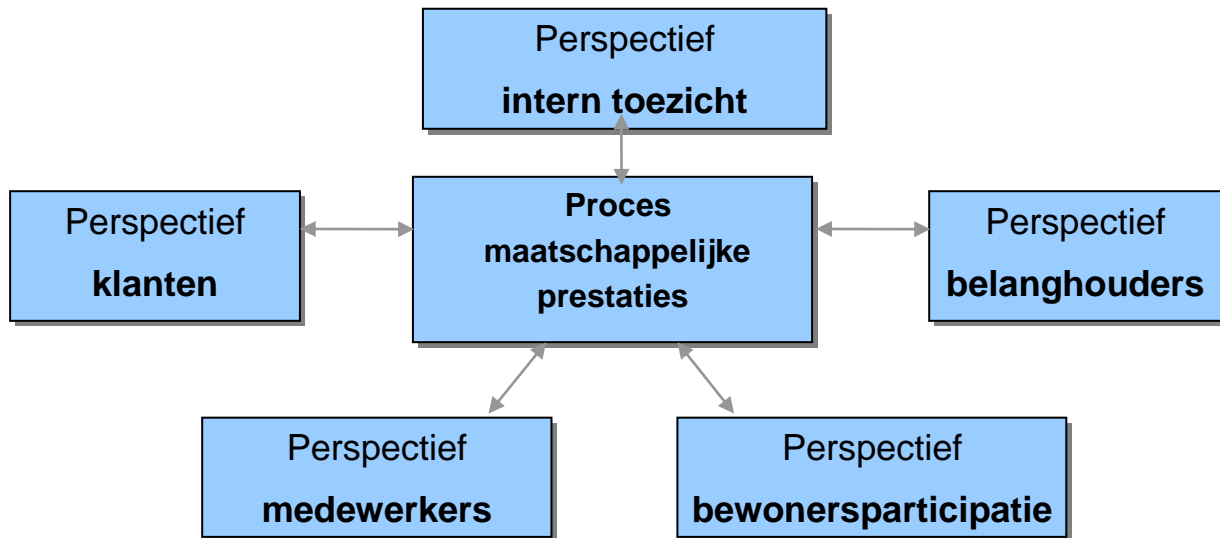 Perspectief
intern toezicht
Perspectief
klanten
Proces
maatschappelijke
prestaties
Perspectief
belanghouders
Perspectief
medewerkers
Perspectief
bewonersparticipatie